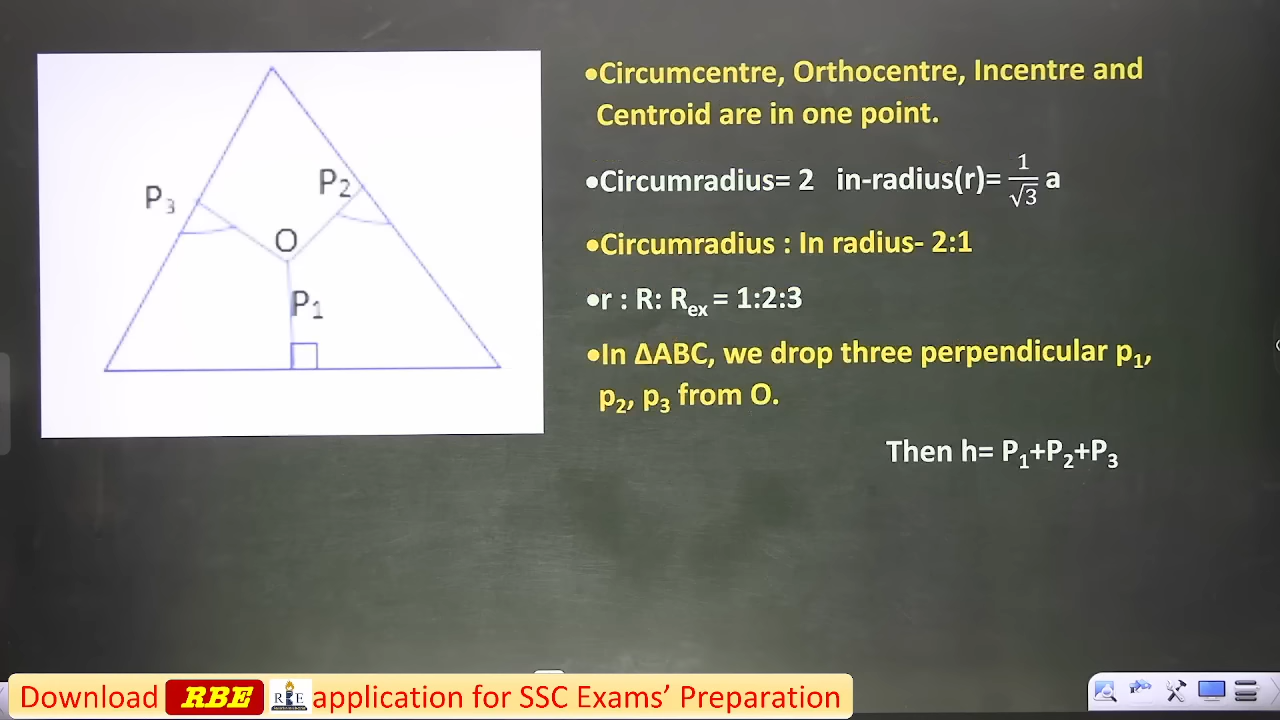 P₃
P₂
O
P₁
•Circumcentre, Orthocentre, Incentre and
Centroid are in one point.
•Circumradius= 2 in-radius(r)= 1/√3 a
•Circumradius : In radius- 2:1
•r : R: Rₑₓ = 1:2:3
•In ΔABC, we drop three perpendicular p₁,
p₂, p₃ from O.
Then h= P₁+P₂+P₃
Download RBE RBE application for SSC Exams’ Preparation